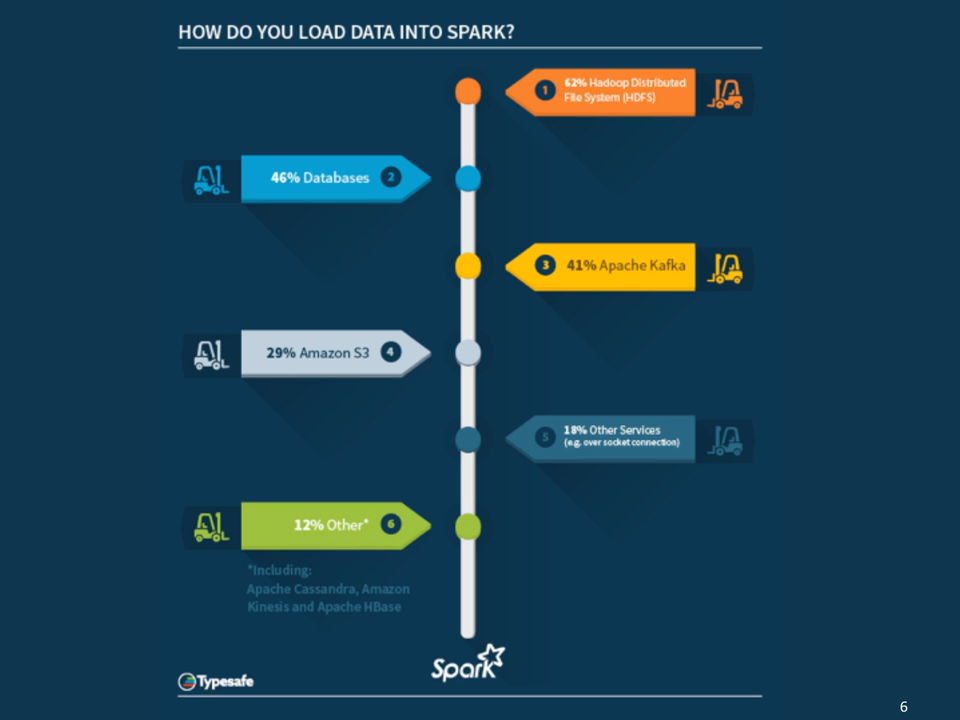 HOW DO YOU LOAD DATA INTO SPARK?
1
62% Hadoop Distributed
File System (HDFS)
46% Databases 2
3 41% Apache Kafka
29% Amazon S3 4
5
18% Other Services
(e.g. over socket connection)
12% Other* 6
*Including:
Apache Cassandra, Amazon
Kinesis and Apache HBase
Spark
Typesafe
6